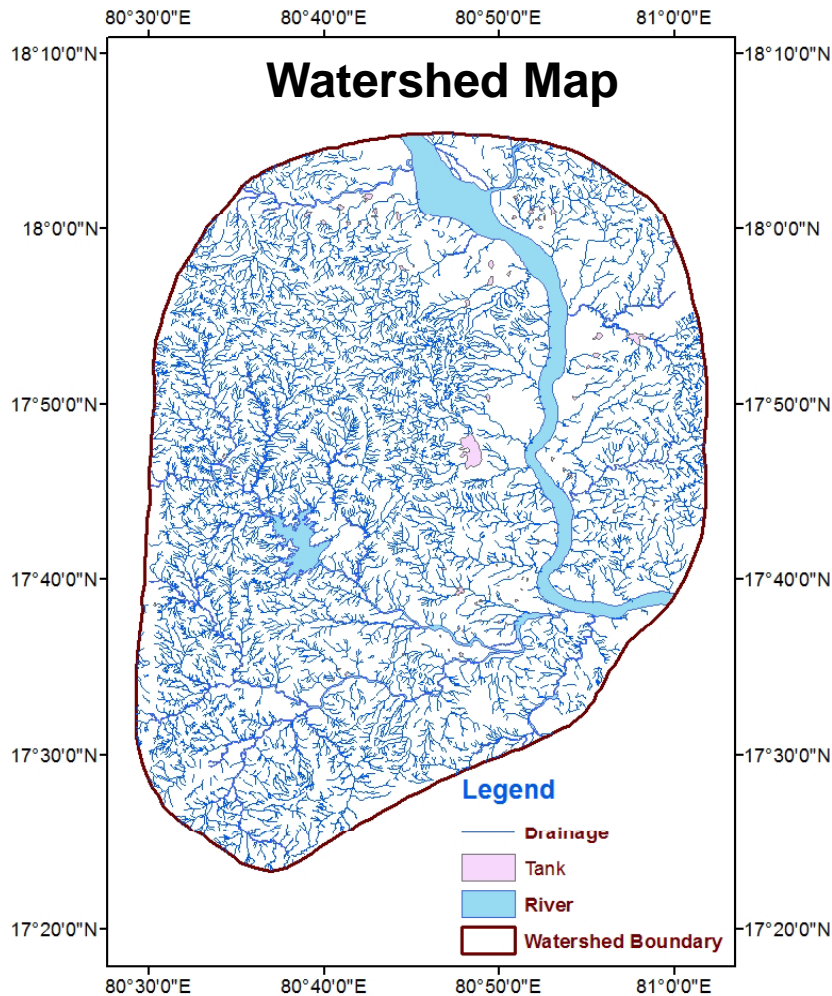 80°30'0"E 80°40'0"E 80°50'0"E 81°0'0"E
18°10'0"N 18°10'0"N
Watershed Map
18°0'0"N 18°0'0"N
17°50'0"N 17°50'0"N
17°40'0"N 17°40'0"N
17°30'0"N 17°30'0"N
Legend
Drainage
Tank
River
17°20'0"N 17°20'0"N
Watershed Boundary
80°30'0"E 80°40'0"E 80°50'0"E 81°0'0"E